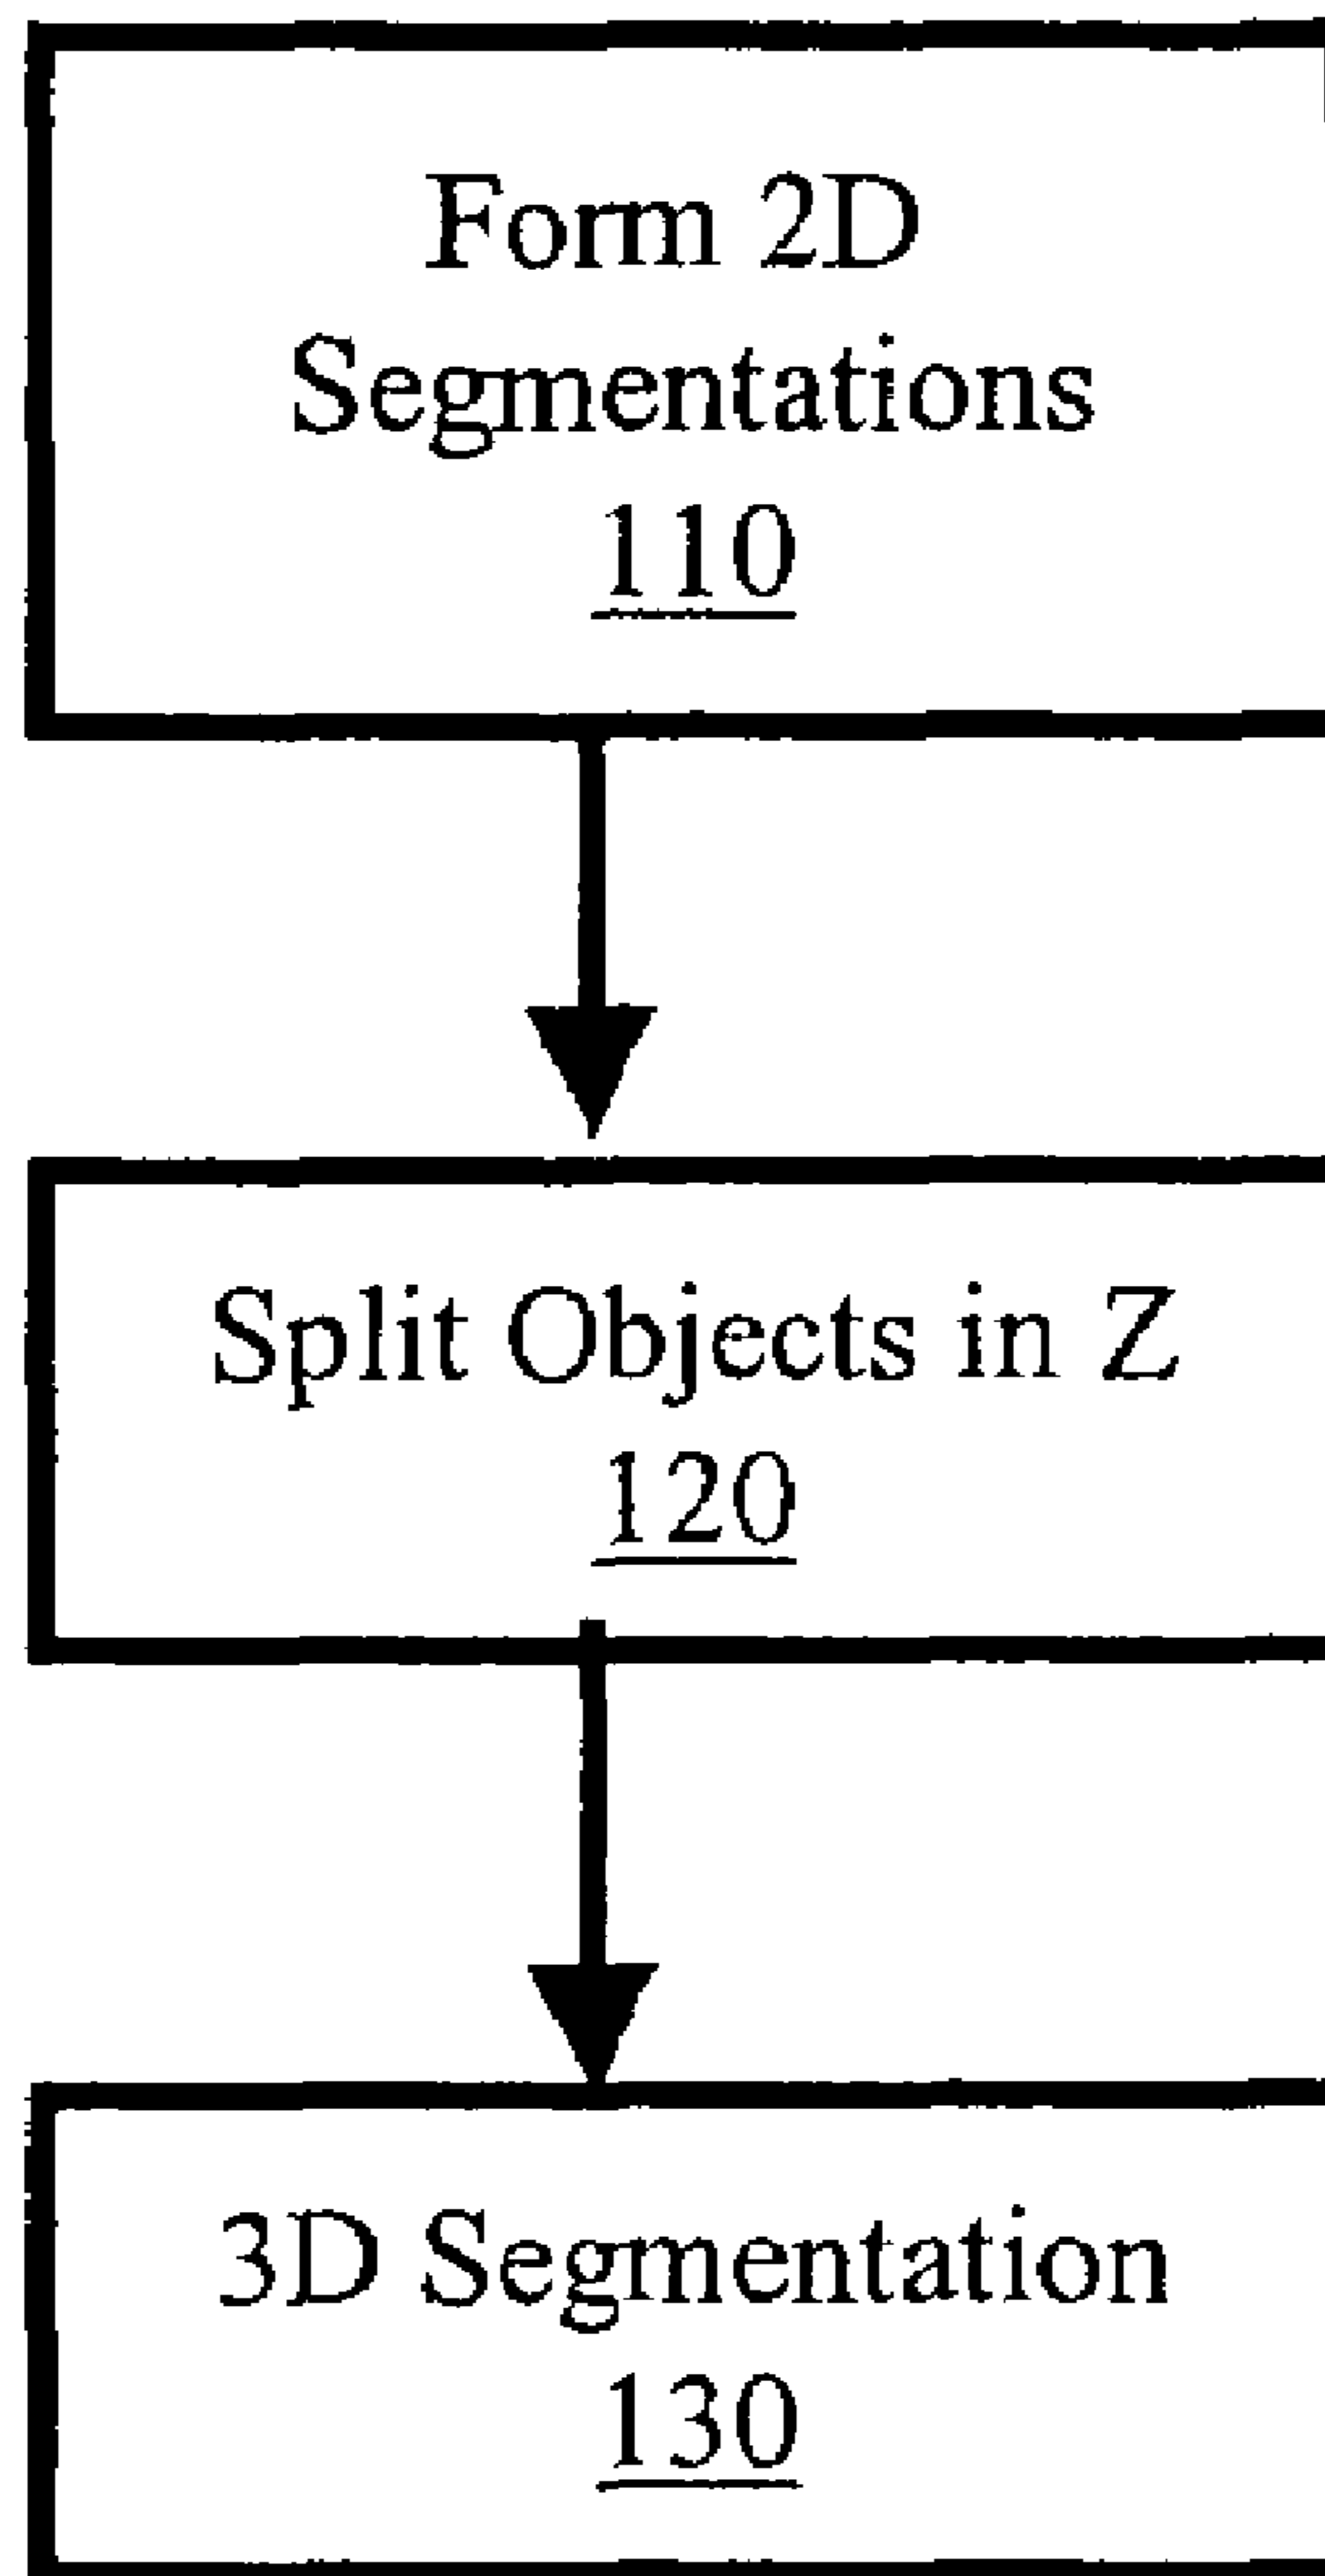 Form 2D
Segmentations
110
Split Objects in Z
120
3D Segmentation
130